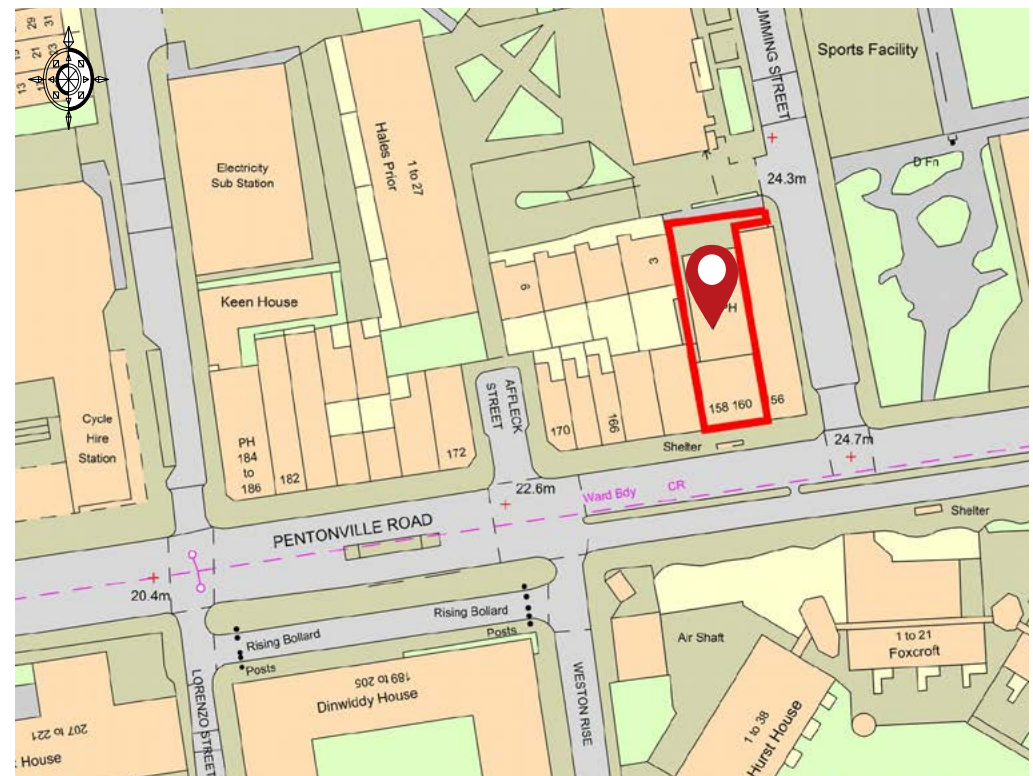 29
31
21
13
UMMING STREET
Sports Facility
Electricity
Sub Station
Hales Prior
1 to 27
D Fn
24.3m
Keen House
9
3
PH
AFFLECK
STREET
Cycle
Hire
Station
PH
184
to
186
182
172
170
166
158 160
56
Shelter
24.7m
22.6m
Ward Bdy
CR
PENTONVILLE ROAD
Shelter
20.4m
Rising Bollard
Posts
Rising Bollard
Posts
Air Shaft
1 to 21
Foxcroft
LORENZO STREET
189 to 205
Dinwiddy House
WESTON RISE
1 to 38
Hurst House
207 to 221
House